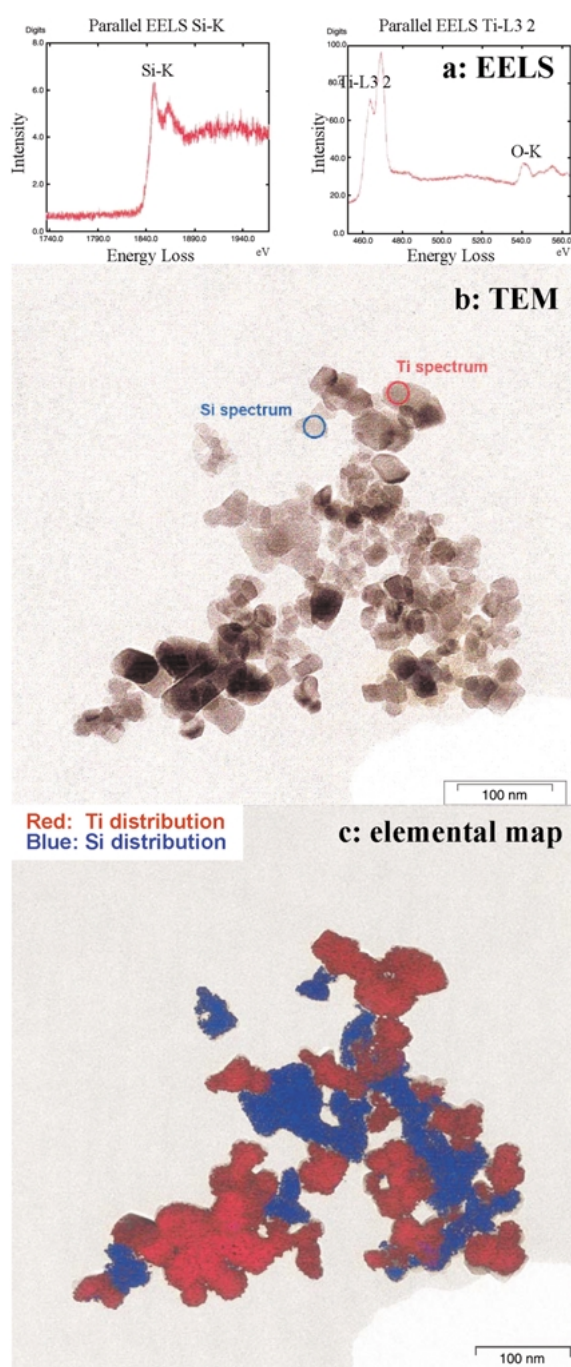 Parallel EELS Si-K
Digits
8.0
6.0
4.0
2.0
0.0
Intensity
Si-K
1740.0 1790.0 1840.0 1890.0 1940.0
eV
Energy Loss
Parallel EELS Ti-L3 2
Digits
100.0
80.0
60.0
40.0
20.0
0.0
Intensity
Ti-L3 2
a: EELS
O-K
460.0 480.0 500.0 520.0 540.0 560.0
eV
Energy Loss
b: TEM
Ti spectrum
Si spectrum
100 nm
Red: Ti distribution
Blue: Si distribution
c: elemental map
100 nm